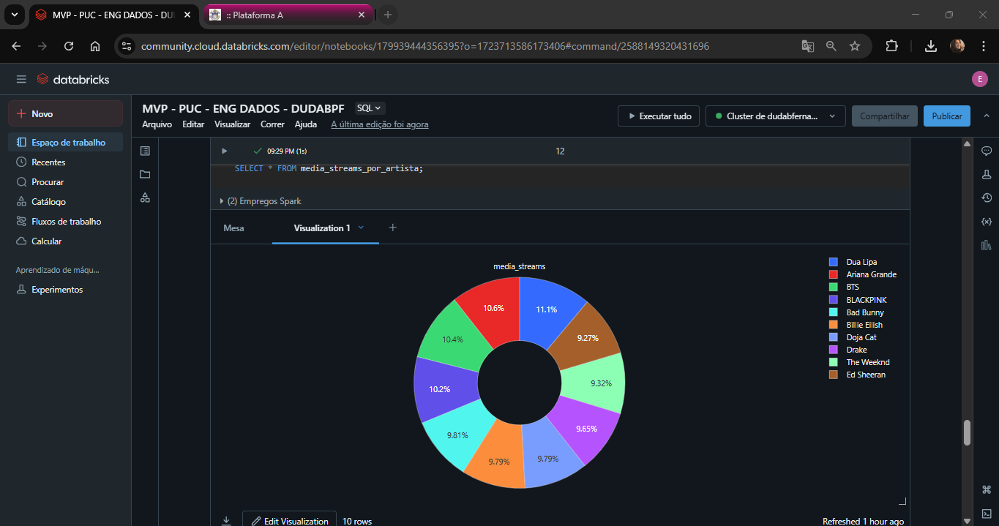 MVP - PUC - ENG DADOS - DU
:: Plataforma A
community.cloud.databricks.com/editor/notebooks/1799394443563​95?o=1723713586173406#command/2588149320431696
databricks
E
Novo
Espaço de trabalho
Recentes
Procurar
Catálogo
Fluxos de trabalho
Calcular
Aprendizado de máqu...
Experimentos
MVP - PUC - ENG DADOS - DUDABPF
SQL
Arquivo Editar Visualizar Correr Ajuda A última edição foi agora
Executar tudo
Cluster de dudabferna...
Compartilhar
Publicar
09:29 PM (1s)
12
SELECT * FROM media_streams_por_artista;
(2) Empregos Spark
Mesa
Visualization 1
media_streams
11.1%
9.27%
9.32%
9.65%
9.79%
9.79%
9.81%
10.2%
10.4%
10.6%
Dua Lipa
Ariana Grande
BTS
BLACKPINK
Bad Bunny
Billie Eilish
Doja Cat
Drake
The Weeknd
Ed Sheeran
Edit Visualization
10 rows
Refreshed 1 hour ago